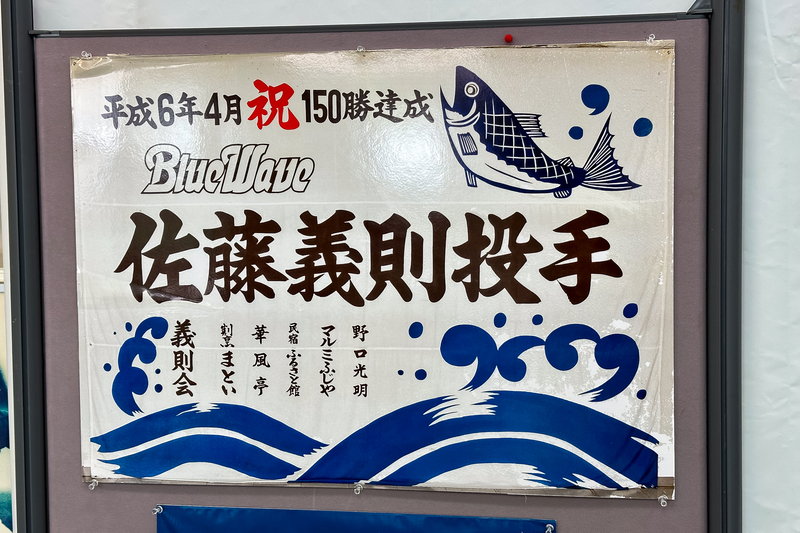 平成6年4月祝150勝達成
BlueWave
佐藤義則投手
野口光明
マルミふじや
民宿ふるさと館
華風亭
割烹まとい
義則会